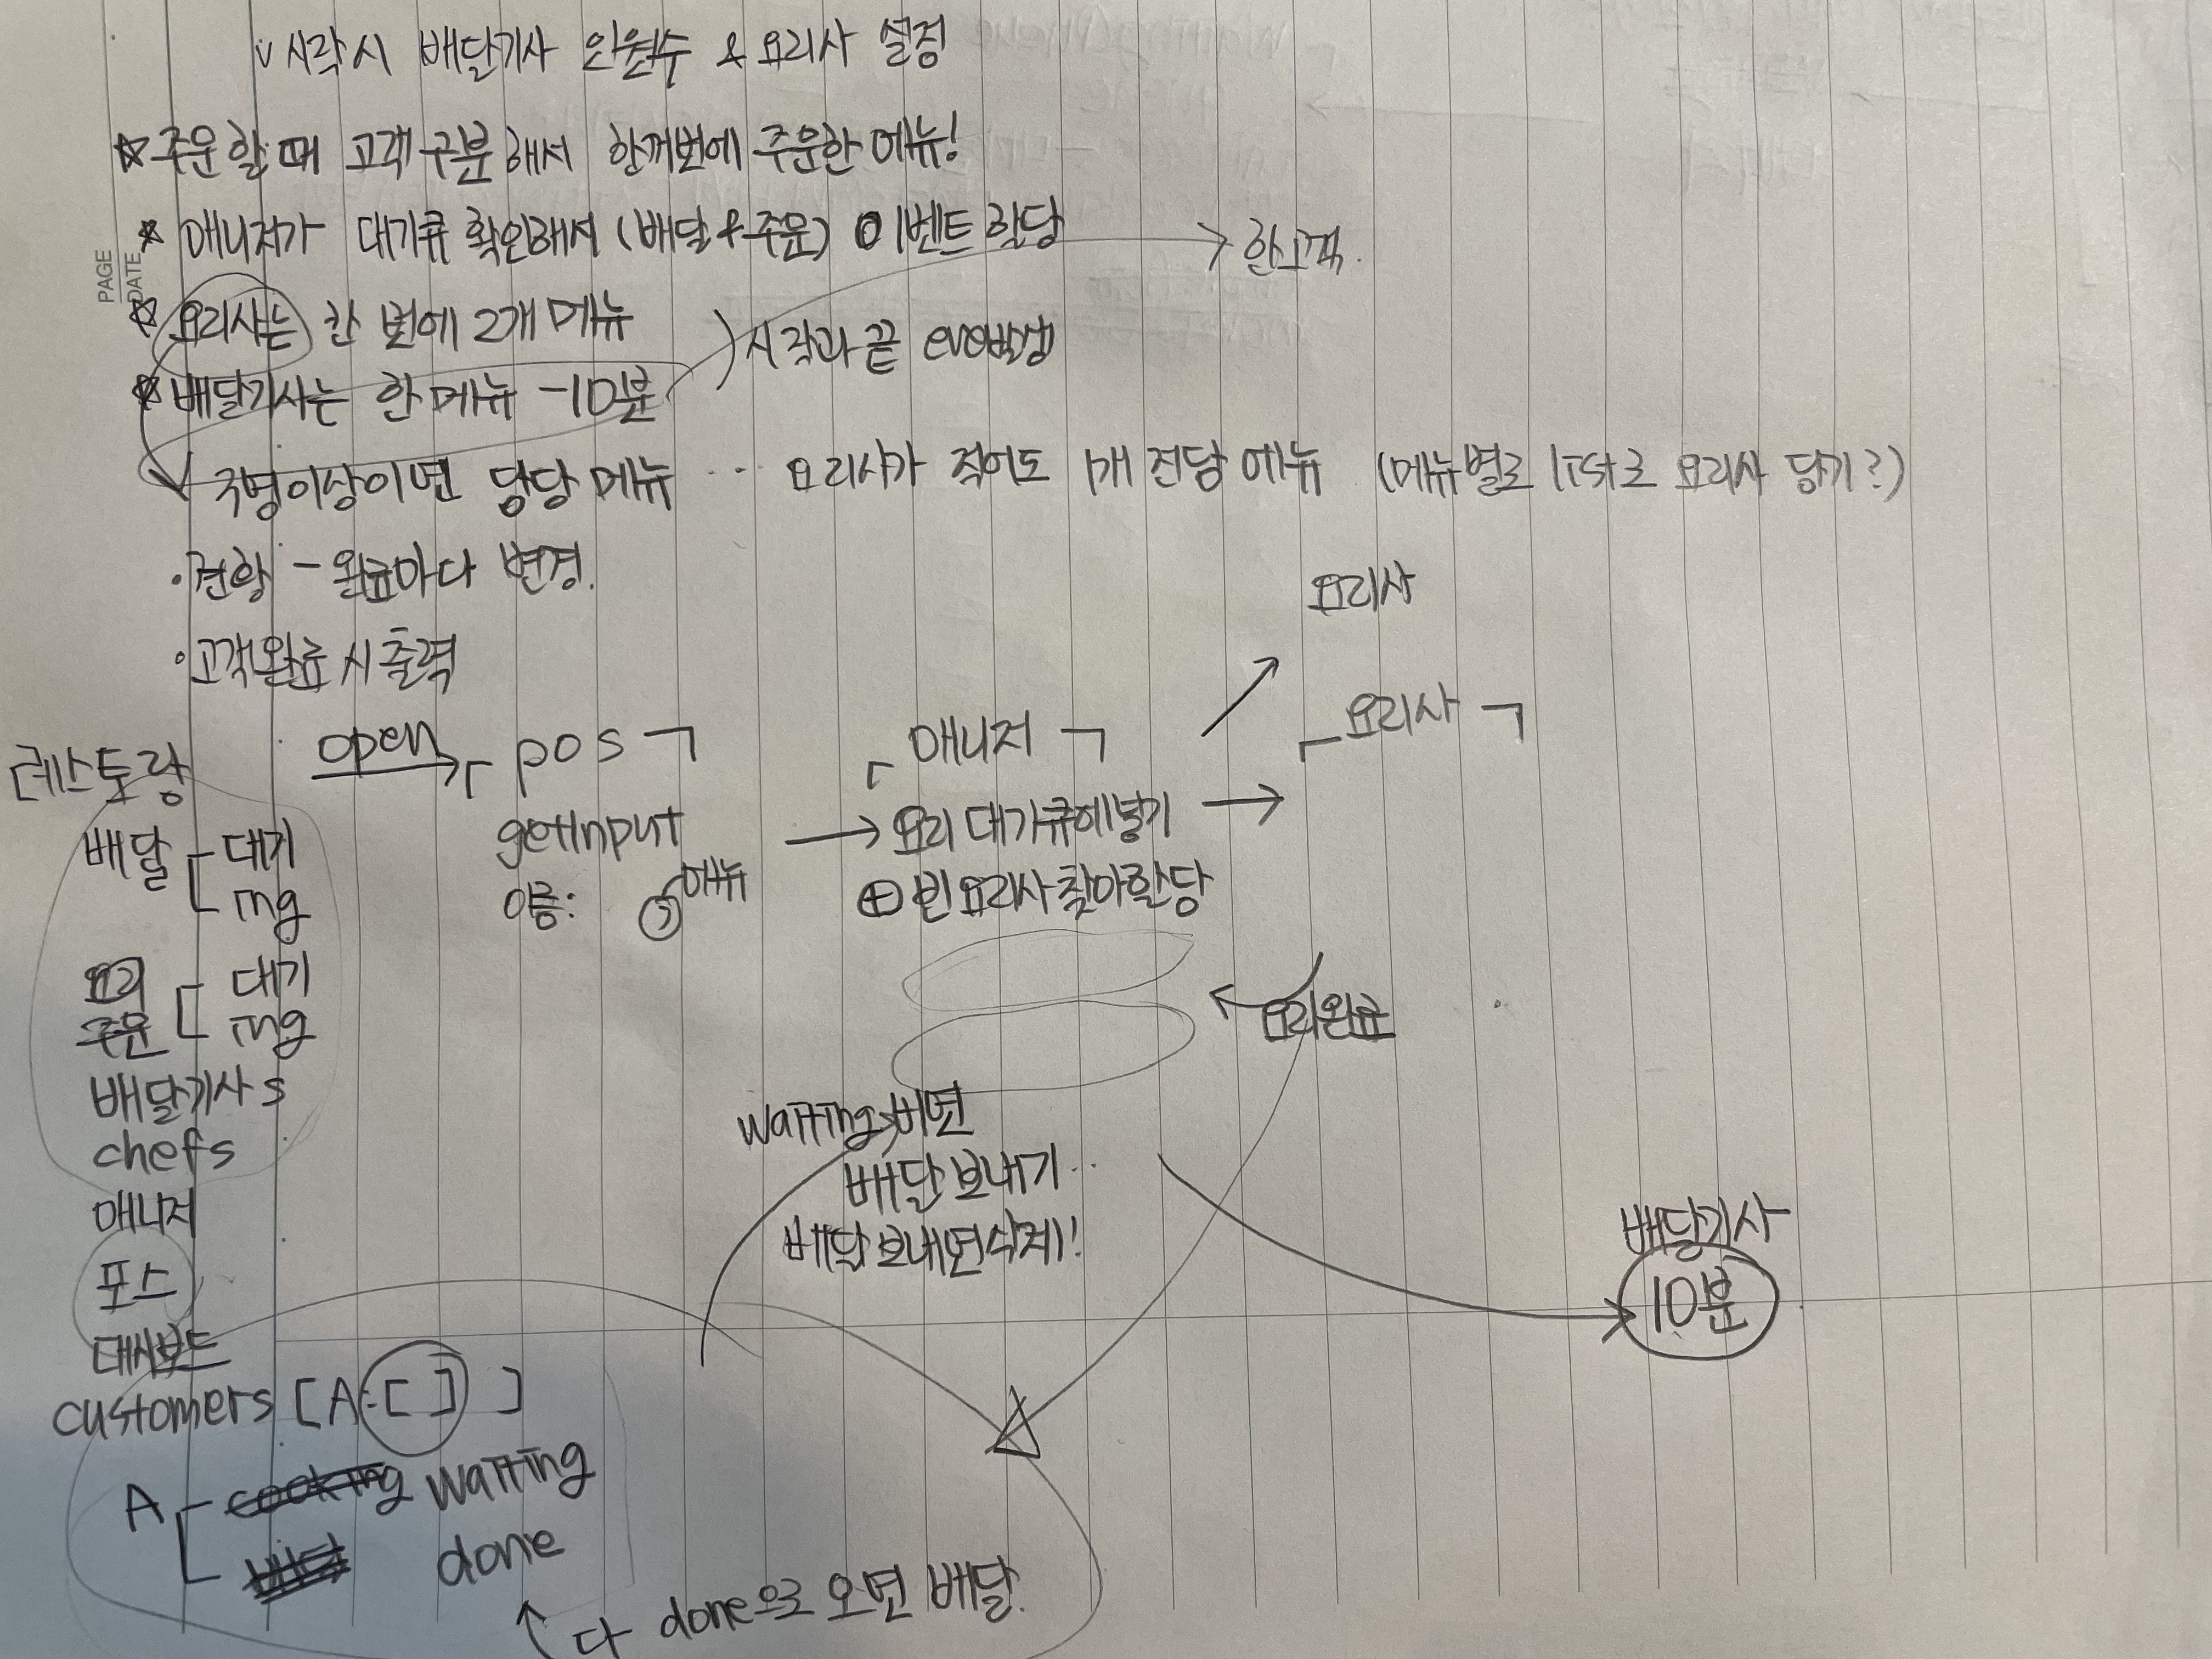 v 시작시 배달기사 인원수 & 요리사 설정
☆ 주문할 때 고객 구분해서 한꺼번에 주문한 메뉴!
☆ 매니저가 대기큐 확인해서 (배달&주문) 이벤트 할당
→ 한고객.
☆ 요리사는 한 번에 2개 메뉴
☆ 배달기사는 한 메뉴 -10분
) 시작과 끝
PAGE
DATE
이상이면 담당 메뉴 ··· 요리사가 적어도 1개 전담 메뉴 (메뉴별로 list로 요리사 담기?)
· 현황 - 완료마다 변경.
· 고객완료시 출력
레스토랑
open
pos
getInput
이름: 메뉴
매니저
→ 요리 대기큐에 넣기 →
⊕ 빈 요리사 찾아 할당
요리사
요리사
← 요리완료
배달 대기
ing
요리 대기
주문 ing
배달기사s
chefs
매니저
포스
대시보드
waiting 비면
배달 보내기..
배달 보내면 삭제!
배달기사
10분
customers [A:[ ] ]
A cooking waiting
배달 done
↑ 다 done으로 오면 배달.